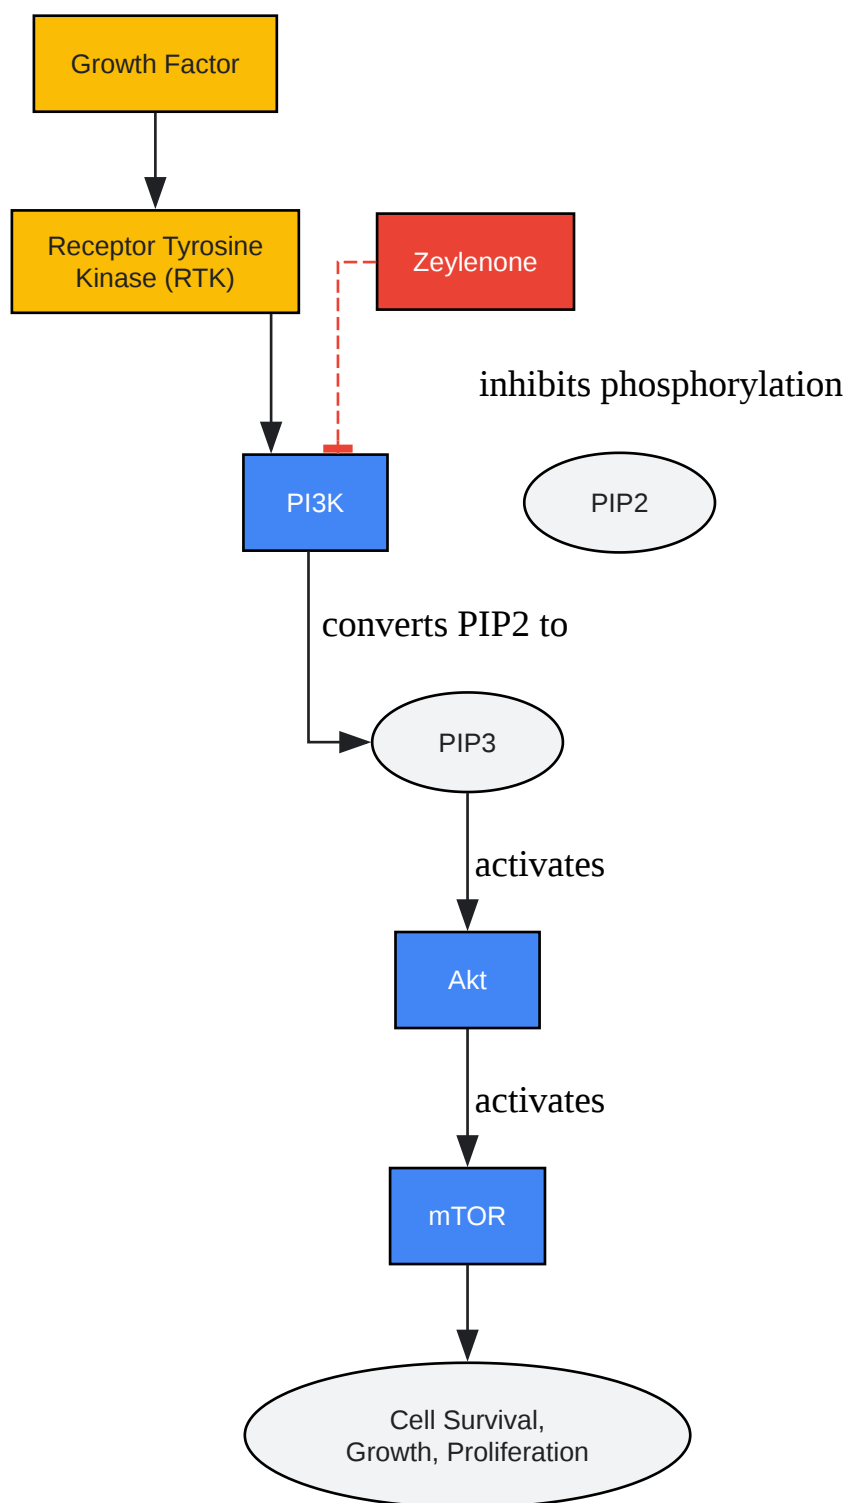 Growth Factor
Receptor Tyrosine
Kinase (RTK)
Zeylenone
inhibits phosphorylation
PI3K
PIP2
converts PIP2 to
PIP3
activates
Akt
activates
mTOR
Cell Survival,
Growth, Proliferation